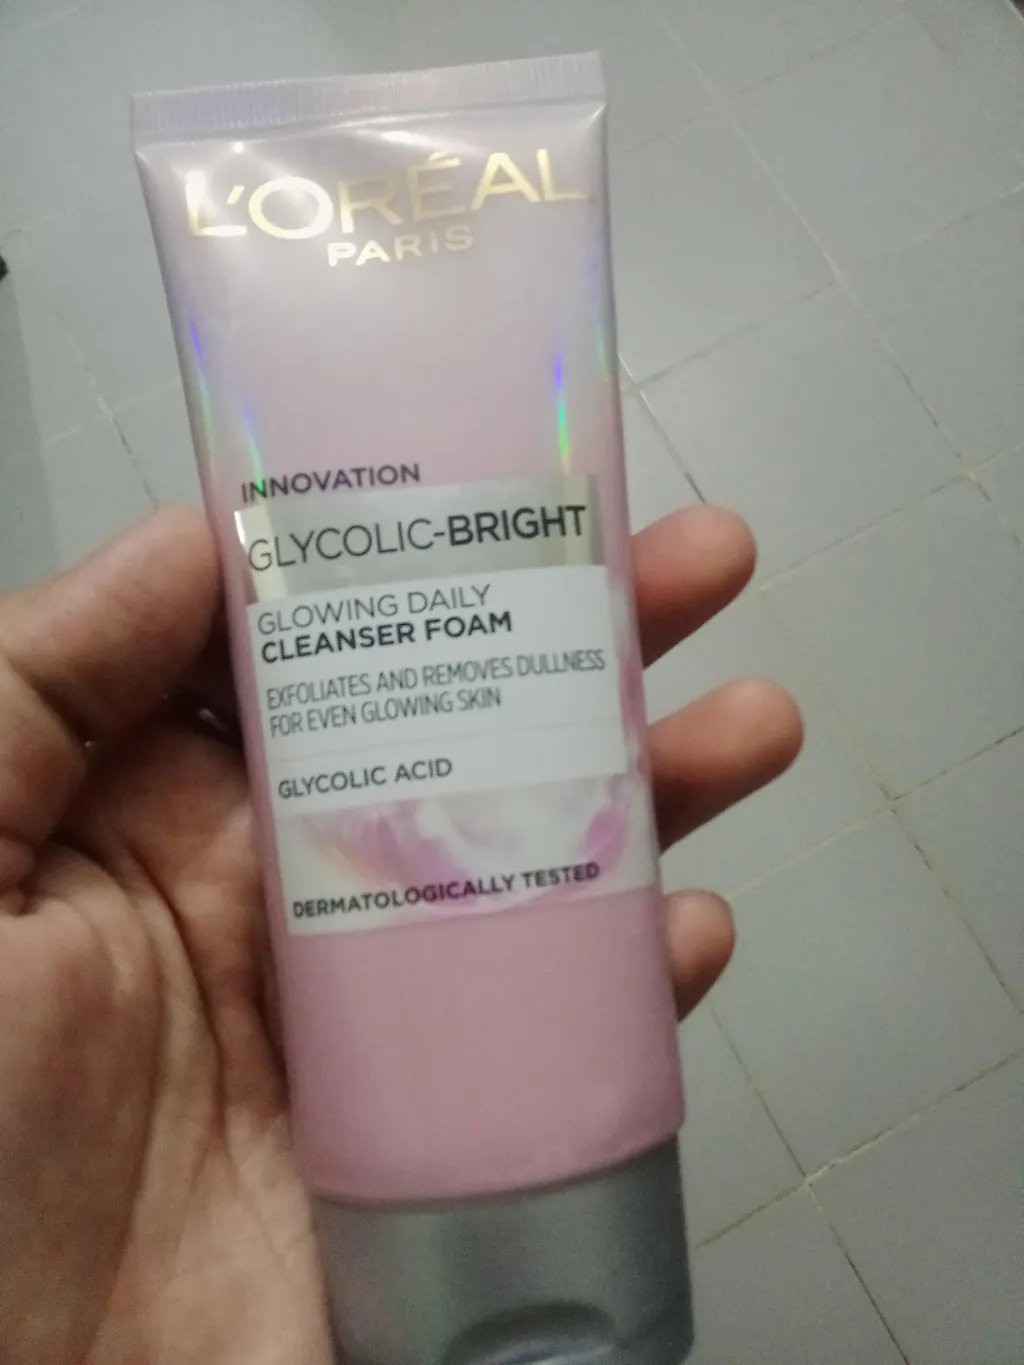 L'ORÉAL
PARIS
INNOVATION
GLYCOLIC-BRIGHT
GLOWING DAILY
CLEANSER FOAM
EXFOLIATES AND REMOVES DULLNESS
FOR EVEN GLOWING SKIN
GLYCOLIC ACID
DERMATOLOGICALLY TESTED